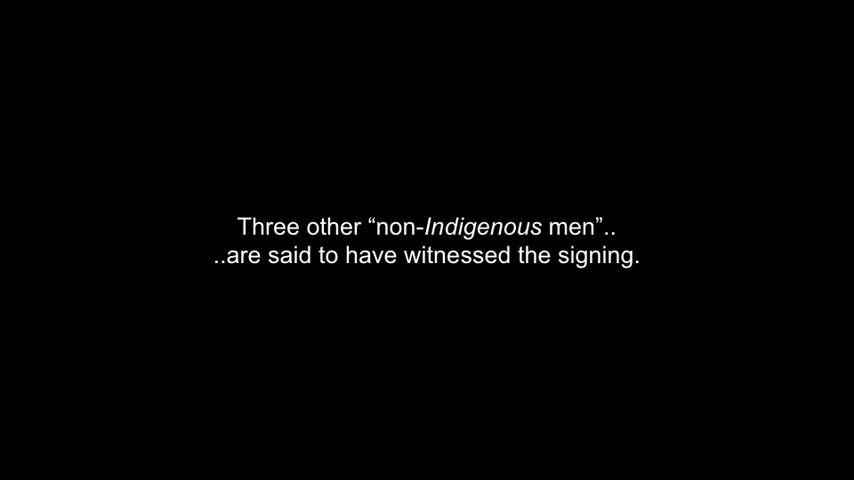 Three other “non-Indigenous men”..
..are said to have witnessed the signing.